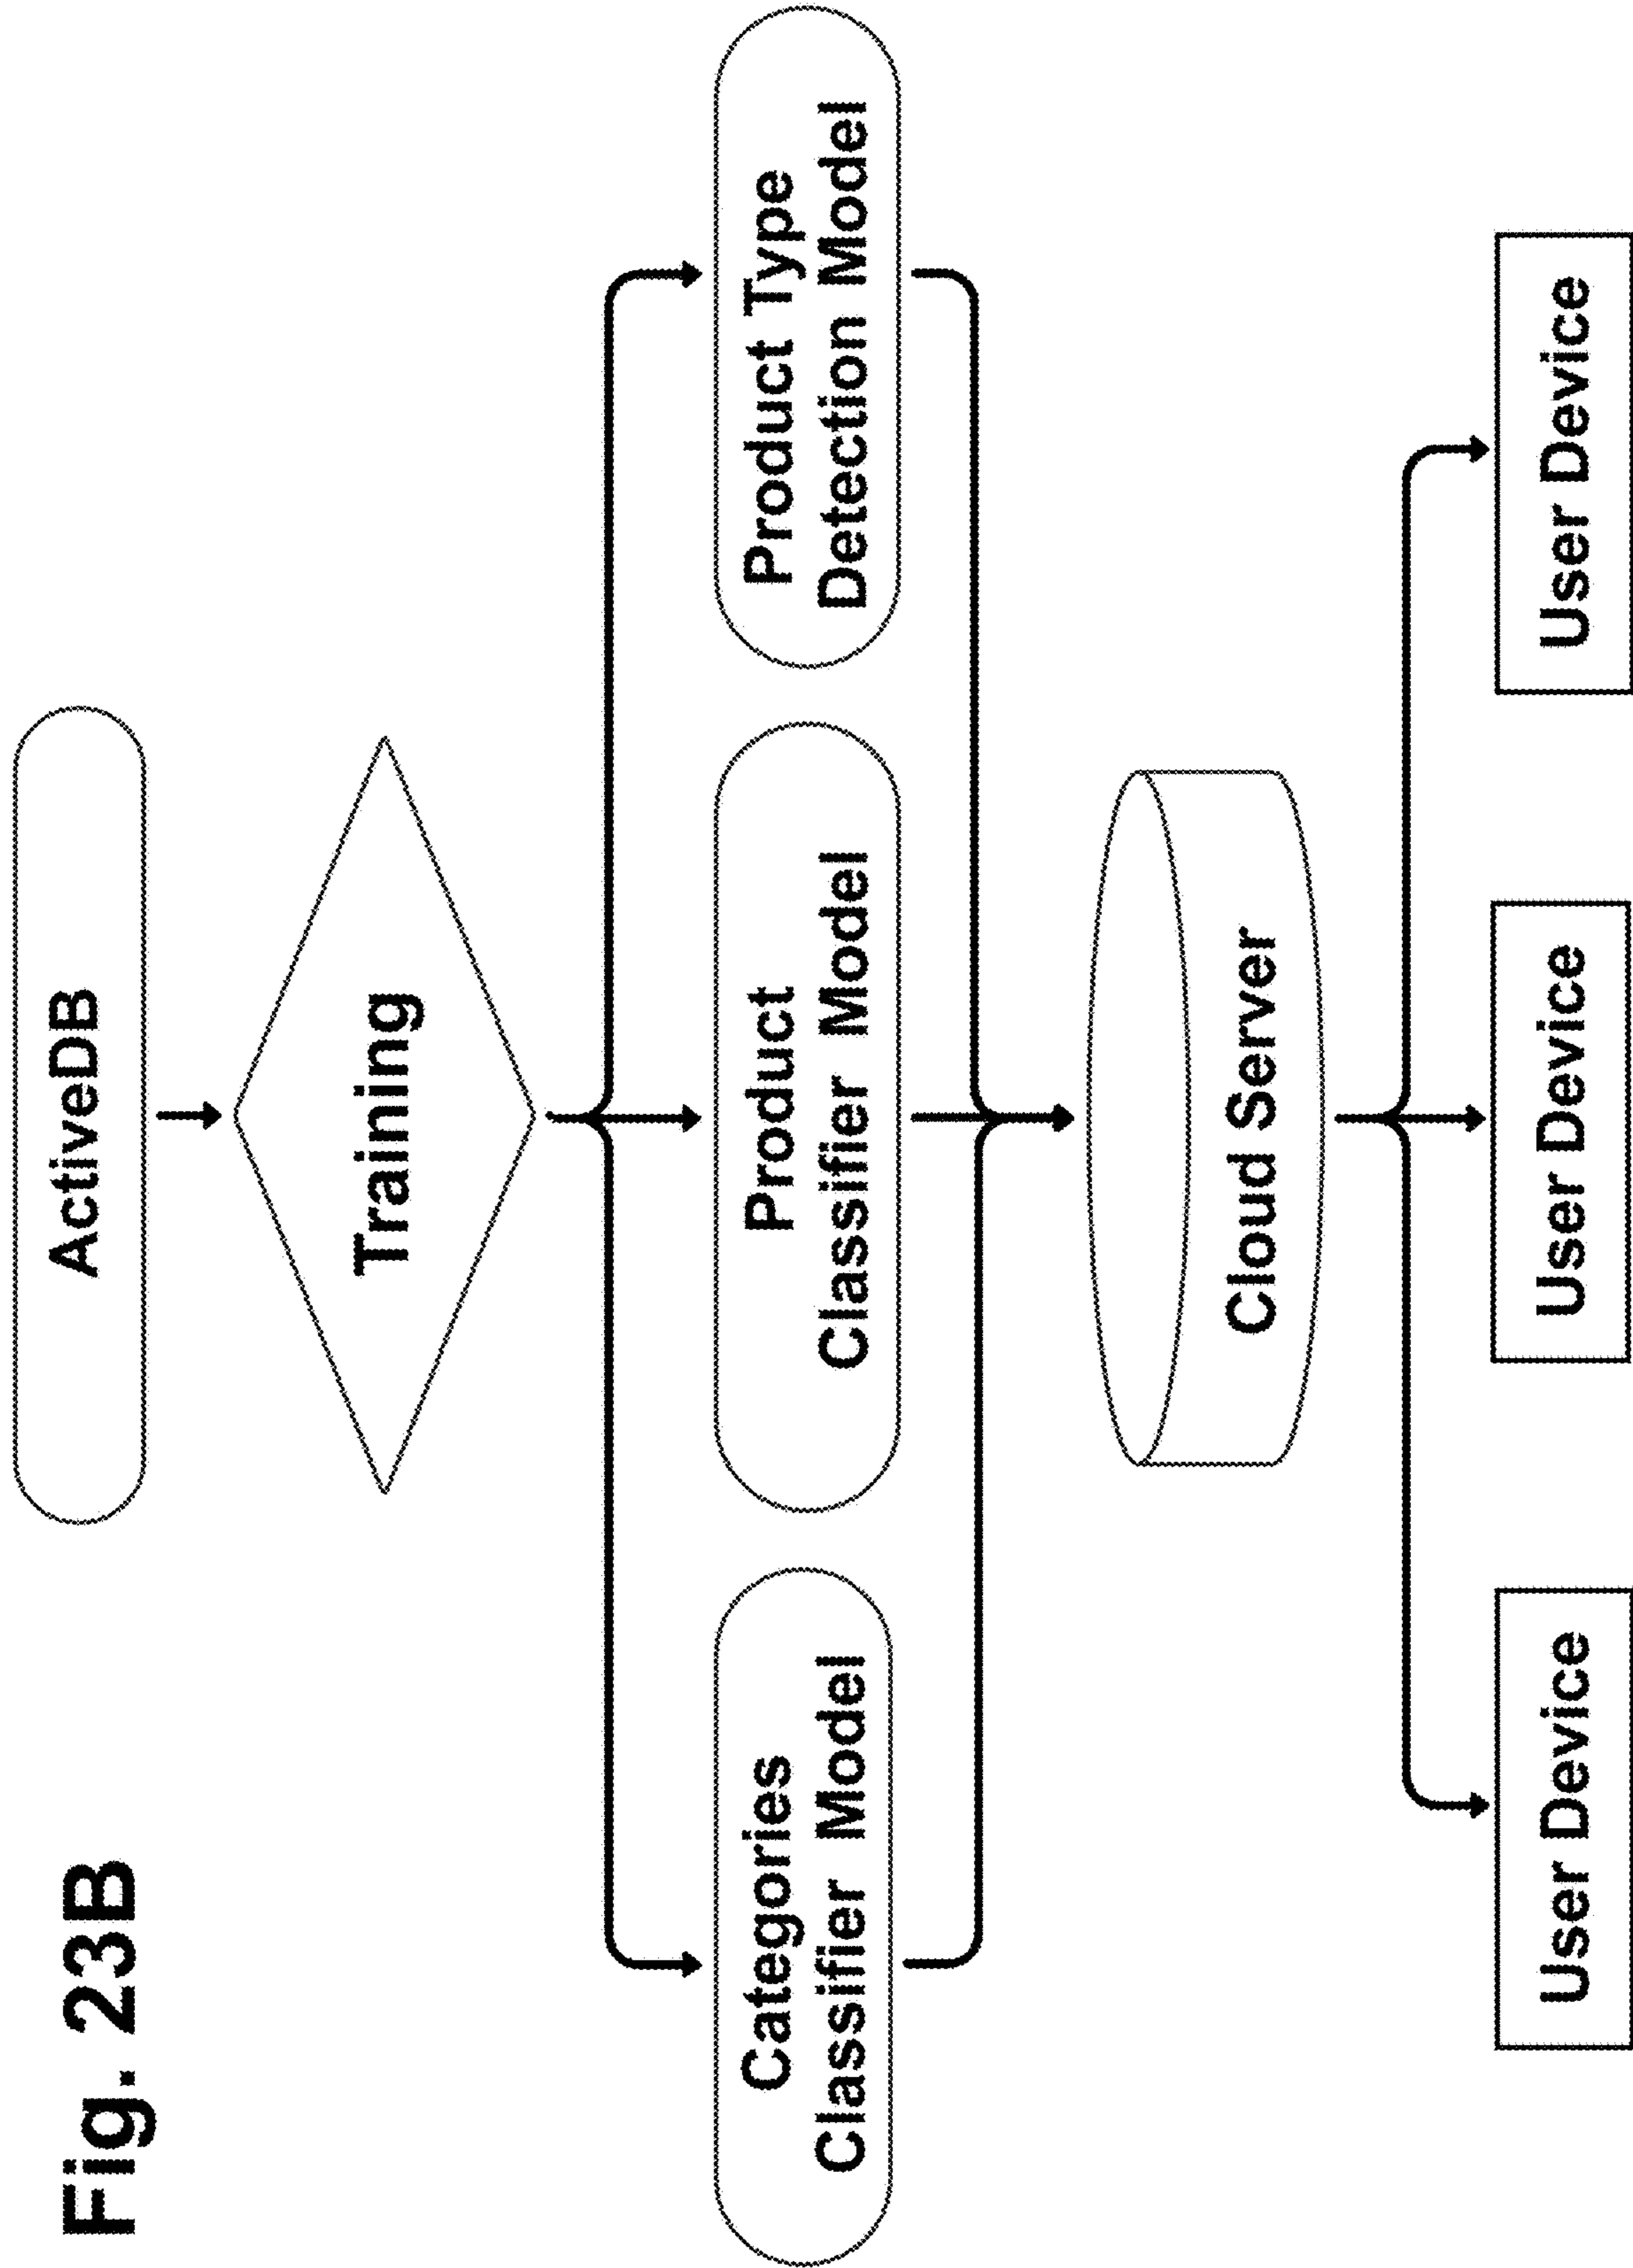 Fig. 23B
ActiveDB
Training
Categories
Classifier Model
Product
Classifier Model
Product Type
Detection Model
Cloud Server
User Device
User Device
User Device